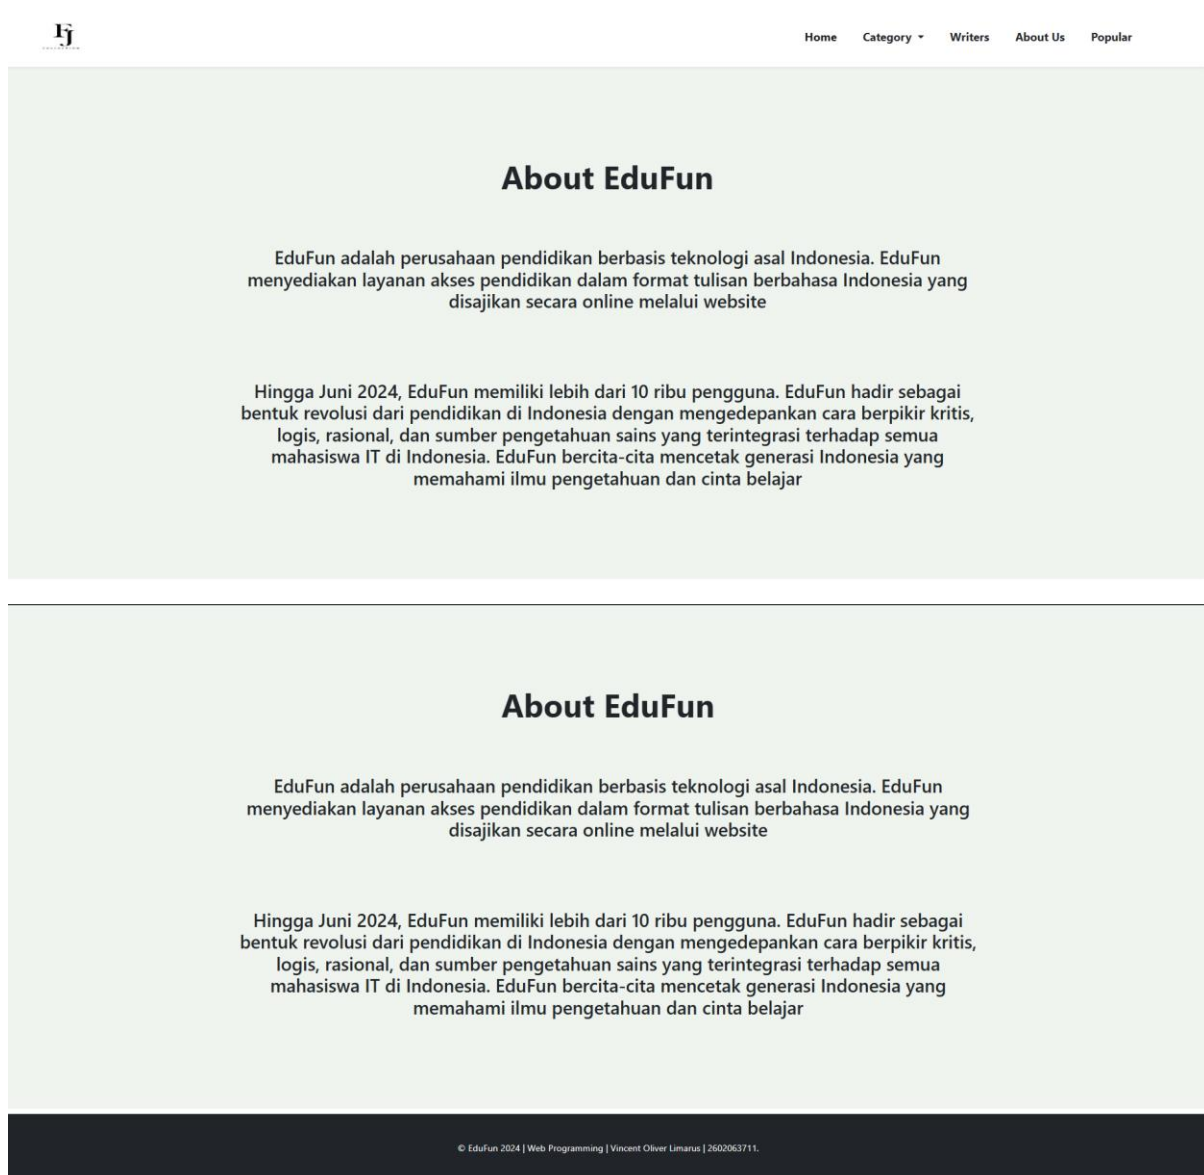 FJ
Home Category Writers About Us Popular
About EduFun
EduFun adalah perusahaan pendidikan berbasis teknologi asal Indonesia. EduFun
menyediakan layanan akses pendidikan dalam format tulisan berbahasa Indonesia yang
disajikan secara online melalui website
Hingga Juni 2024, EduFun memiliki lebih dari 10 ribu pengguna. EduFun hadir sebagai
bentuk revolusi dari pendidikan di Indonesia dengan mengedepankan cara berpikir kritis,
logis, rasional, dan sumber pengetahuan sains yang terintegrasi terhadap semua
mahasiswa IT di Indonesia. EduFun bercita-cita mencetak generasi Indonesia yang
memahami ilmu pengetahuan dan cinta belajar
About EduFun
EduFun adalah perusahaan pendidikan berbasis teknologi asal Indonesia. EduFun
menyediakan layanan akses pendidikan dalam format tulisan berbahasa Indonesia yang
disajikan secara online melalui website
Hingga Juni 2024, EduFun memiliki lebih dari 10 ribu pengguna. EduFun hadir sebagai
bentuk revolusi dari pendidikan di Indonesia dengan mengedepankan cara berpikir kritis,
logis, rasional, dan sumber pengetahuan sains yang terintegrasi terhadap semua
mahasiswa IT di Indonesia. EduFun bercita-cita mencetak generasi Indonesia yang
memahami ilmu pengetahuan dan cinta belajar
© EduFun 2024 | Web Programming | Vincent Oliver Limarus | 2602063711.